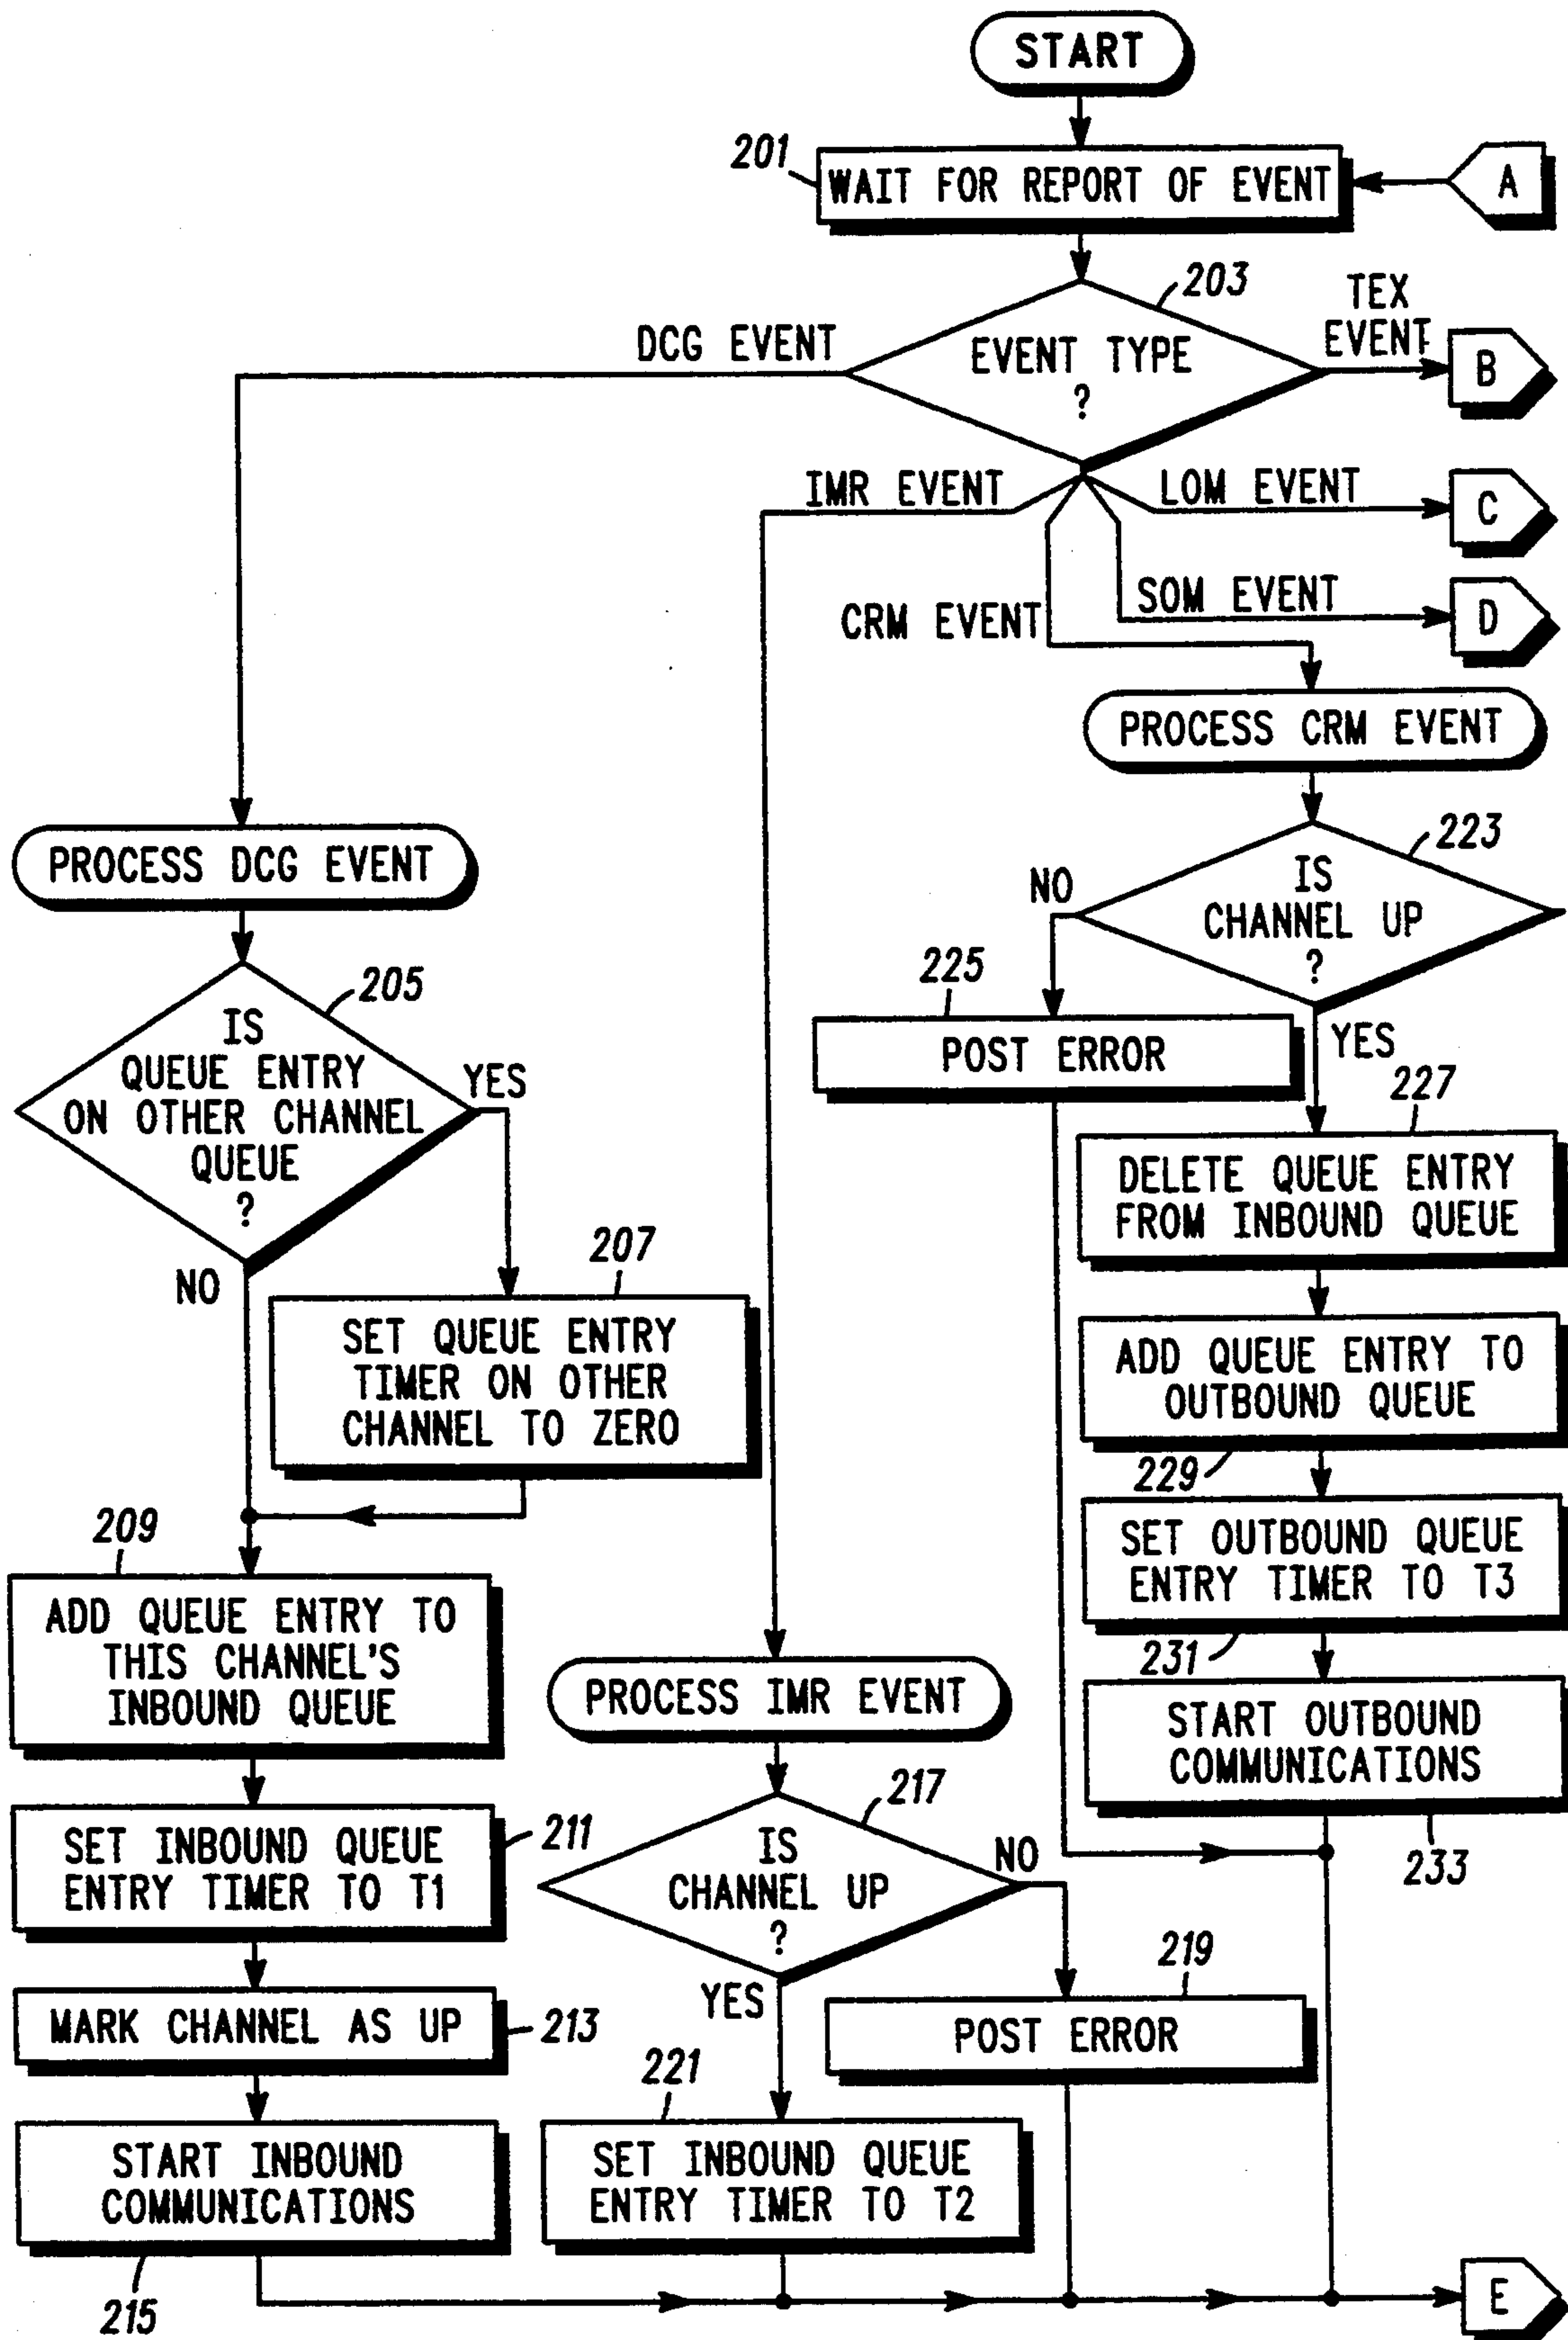 START
201
WAIT FOR REPORT OF EVENT
A
203
EVENT TYPE
?
DCG EVENT
TEX
EVENT
B
IMR EVENT
LOM EVENT
C
CRM EVENT
SOM EVENT
D
PROCESS CRM EVENT
223
IS
CHANNEL UP
?
NO
YES
225
POST ERROR
227
DELETE QUEUE ENTRY
FROM INBOUND QUEUE
ADD QUEUE ENTRY TO
OUTBOUND QUEUE
229
SET OUTBOUND QUEUE
ENTRY TIMER TO T3
231
START OUTBOUND
COMMUNICATIONS
233
PROCESS DCG EVENT
205
IS
QUEUE ENTRY
ON OTHER CHANNEL
QUEUE
?
YES
NO
207
SET QUEUE ENTRY
TIMER ON OTHER
CHANNEL TO ZERO
209
ADD QUEUE ENTRY TO
THIS CHANNEL'S
INBOUND QUEUE
SET INBOUND QUEUE
ENTRY TIMER TO T1
211
MARK CHANNEL AS UP
213
START INBOUND
COMMUNICATIONS
215
PROCESS IMR EVENT
217
IS
CHANNEL UP
?
NO
YES
219
POST ERROR
221
SET INBOUND QUEUE
ENTRY TIMER TO T2
E